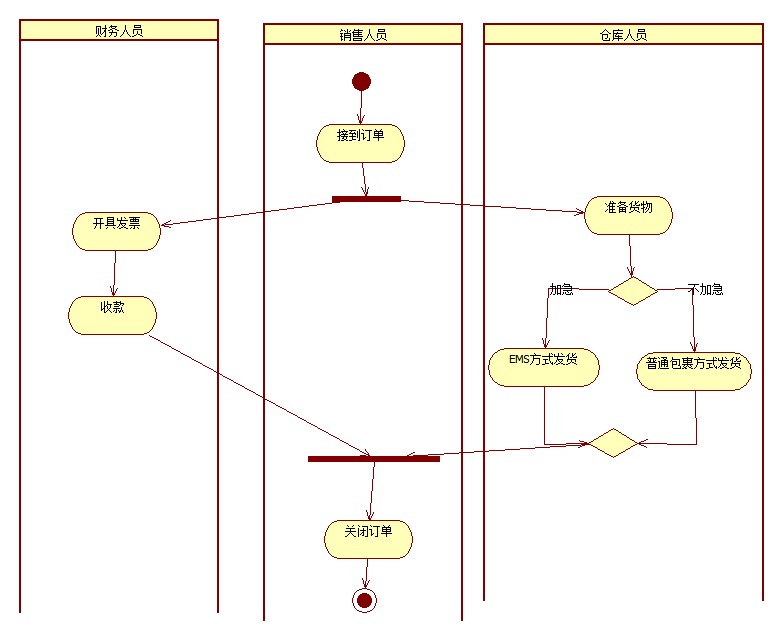 财务人员
销售人员
仓库人员
接到订单
开具发票
准备货物
收款
加急
不加急
EMS方式发货
普通包裹方式发货
关闭订单